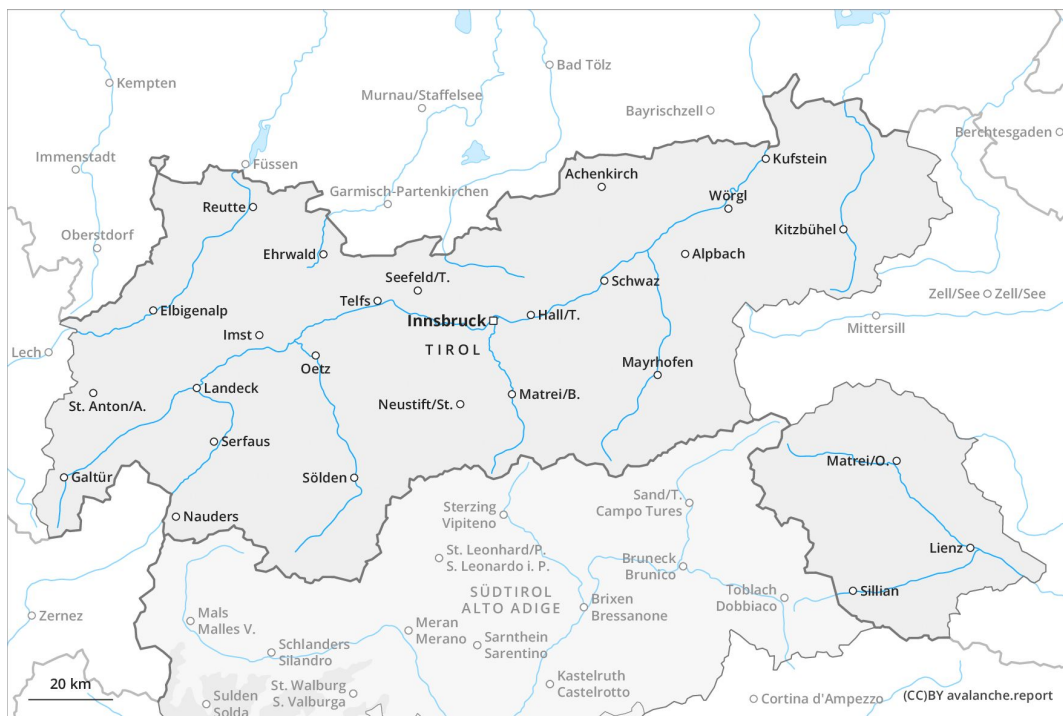 Bad Tölz
Kempten
Murnau/Staffelsee
Bayrischzell
Berchtesgaden
Immenstadt
Füssen
Kufstein
Achenkirch
Garmisch-Partenkirchen
Reutte
Wörgl
Kitzbühel
Oberstdorf
Ehrwald
Alpbach
Seefeld/T.
Schwaz
Zell/See
Zell/See
Telfs
Elbigenalp
Hall/T.
Innsbruck
Mittersill
Imst
TIROL
Lech
Oetz
Mayrhofen
Landeck
St. Anton/A.
Neustift/St.
Matrei/B.
Serfaus
Matrei/O.
Galtür
Sölden
Sand/T.
Campo Tures
Sterzing
Vipiteno
Nauders
Lienz
St. Leonhard/P.
S. Leonardo i. P.
Bruneck
Brunico
SÜDTIROL
ALTO ADIGE
Sillian
Toblach
Dobbiaco
Brixen
Bressanone
Zernez
Mals
Malles V.
Meran
Merano
Sarnthein
Sarentino
Schlanders
Silandro
Kastelruth
Castelrotto
20 km
St. Walburg
S. Valburga
Sulden
Solda
Cortina d'Ampezzo
(CC)BY avalanche.report